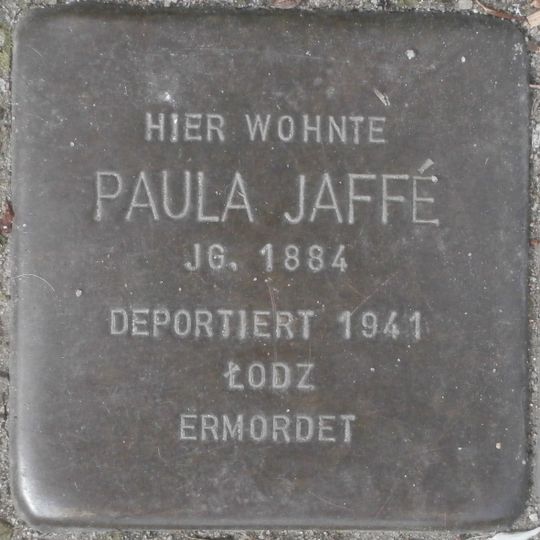 HIER WOHNTE
PAULA JAFFÉ
JG. 1884
DEPORTIERT 1941
ŁODZ
ERMORDET